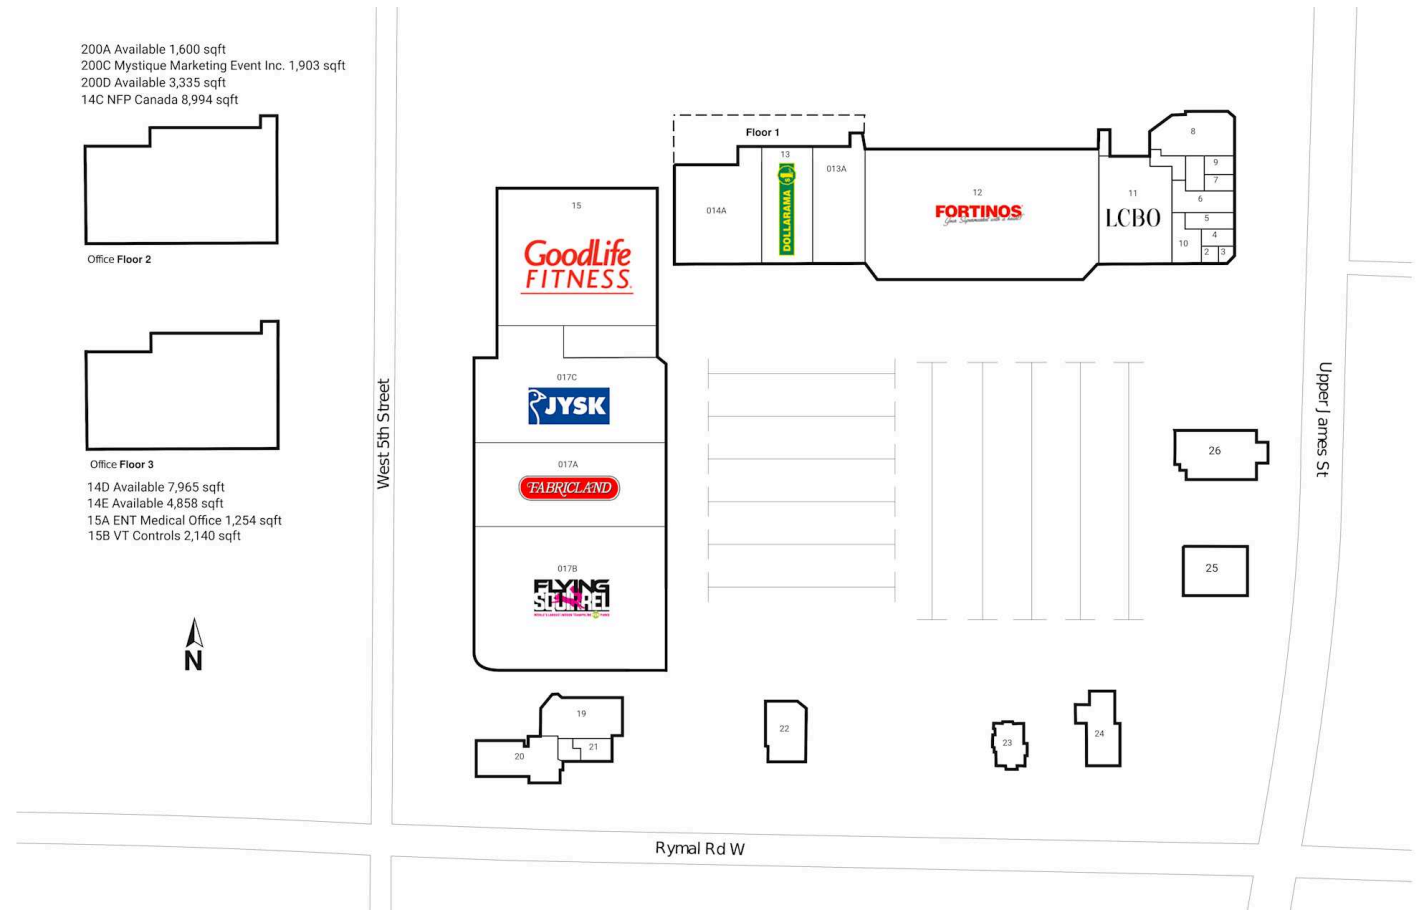 200A Available 1,600 sqft
200C Mystique Marketing Event Inc. 1,903 sqft
200D Available 3,335 sqft
14C NFP Canada 8,994 sqft
Office Floor 2
Office Floor 3
14D Available 7,965 sqft
14E Available 4,858 sqft
15A ENT Medical Office 1,254 sqft
15B VT Controls 2,140 sqft
N
West 5th Street
Floor 1
014A
13
DOLLARAMA
013A
12
FORTINOS
11
LCBO
8
9
7
6
5
4
10
2
3
15
GoodLife
FITNESS
017C
JYSK
017A
FABRICLAND
017B
FLYING
SQUIRREL
Upper James St
26
25
19
20
21
22
23
24
Rymal Rd W